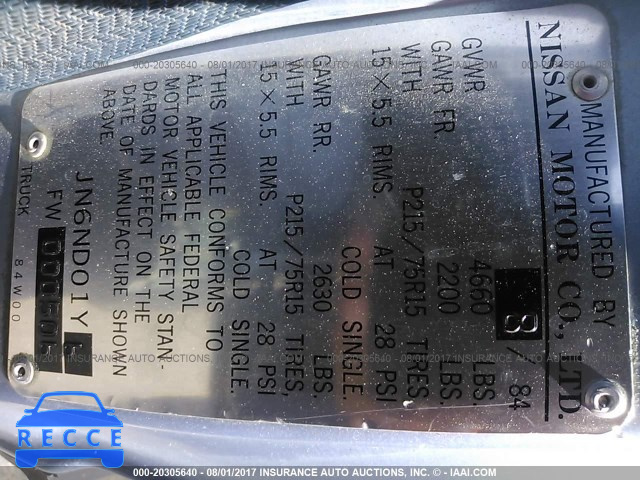 MANUFACTURED BY
NISSAN MOTOR CO., LTD.
8 / 84
GVWR 4660 LBS
GAWR FR. 2200 LBS.
WITH P215/75R15 TIRES,
15 × 5.5 RIMS. AT 28 PSI
COLD SINGLE.
GAWR RR. 2630 LBS.
WITH P215/75R15 TIRES,
15 × 5.5 RIMS. AT 28 PSI
COLD SINGLE.
THIS VEHICLE CONFORMS TO
ALL APPLICABLE FEDERAL
MOTOR VEHICLE SAFETY STAN-
DARDS IN EFFECT ON THE
DATE OF MANUFACTURE SHOWN
ABOVE.
JN6ND01Y
FW
TRUCK 84W00
000-20305640 - 08/01/2017 INSURANCE AUTO AUCTIONS, INC. - © IAAI.COM
RECCE